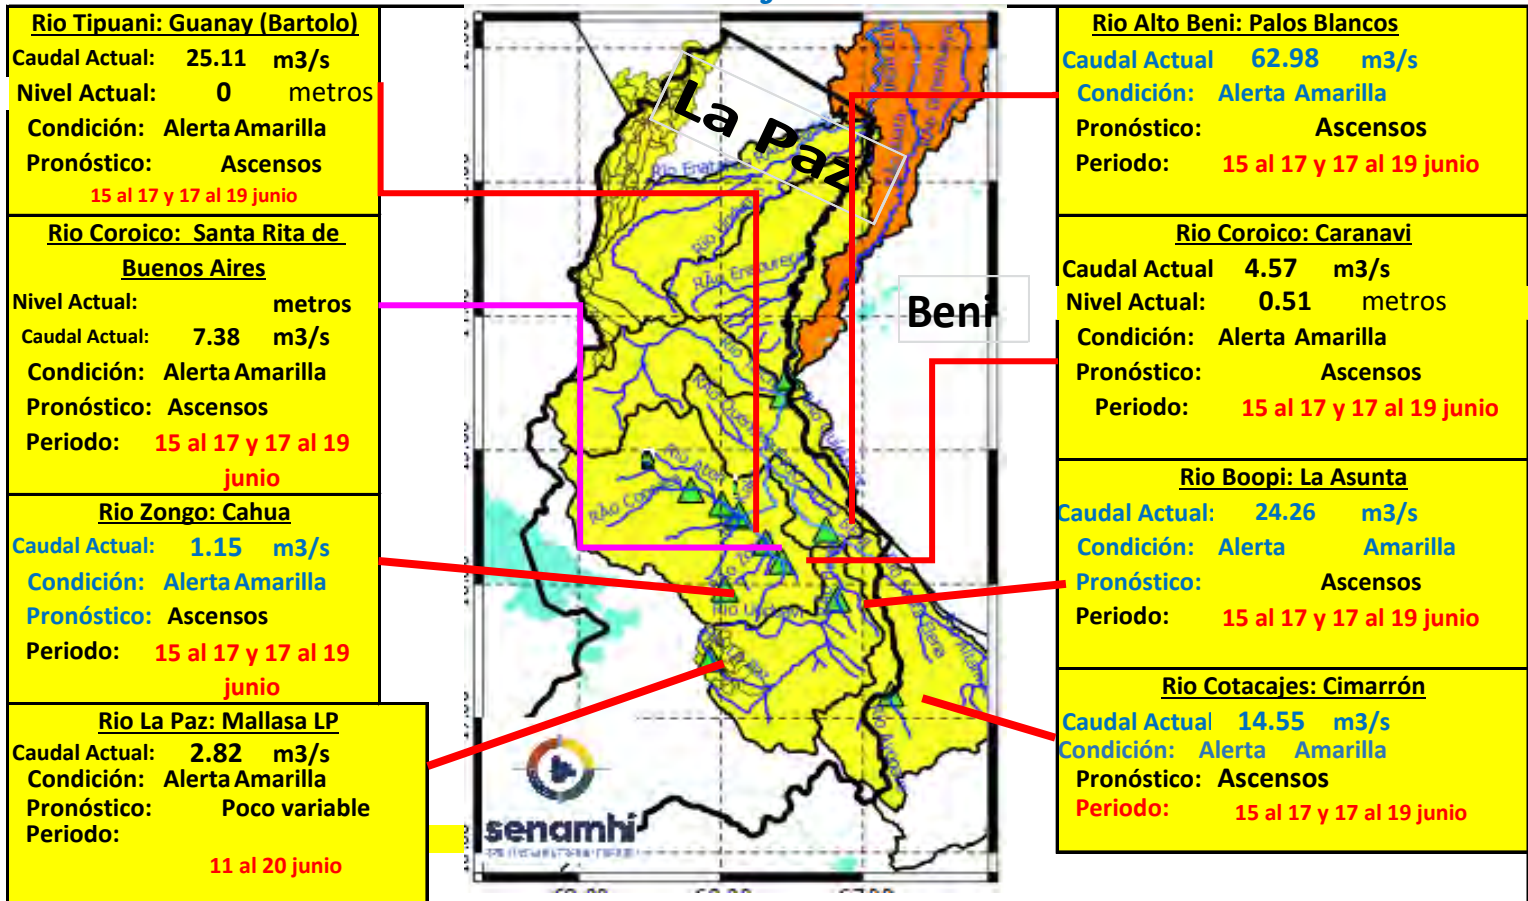 Rio Tipuani: Guanay (Bartolo)
Caudal Actual: 25.11 m3/s
Nivel Actual: 0 metros
Condición: Alerta Amarilla
Pronóstico: Ascensos
15 al 17 y 17 al 19 junio
Rio Coroico: Santa Rita de
Buenos Aires
Nivel Actual: metros
Caudal Actual: 7.38 m3/s
Condición: Alerta Amarilla
Pronóstico: Ascensos
Periodo: 15 al 17 y 17 al 19
junio
Rio Zongo: Cahua
Caudal Actual: 1.15 m3/s
Condición: Alerta Amarilla
Pronóstico: Ascensos
Periodo: 15 al 17 y 17 al 19
junio
Rio La Paz: Mallasa LP
Caudal Actual: 2.82 m3/s
Condición: Alerta Amarilla
Pronóstico: Poco variable
Periodo:
11 al 20 junio
La Paz
Beni
senamhi
Rio Alto Beni: Palos Blancos
Caudal Actual 62.98 m3/s
Condición: Alerta Amarilla
Pronóstico: Ascensos
Periodo: 15 al 17 y 17 al 19 junio
Rio Coroico: Caranavi
Caudal Actual 4.57 m3/s
Nivel Actual: 0.51 metros
Condición: Alerta Amarilla
Pronóstico: Ascensos
Periodo: 15 al 17 y 17 al 19 junio
Rio Boopi: La Asunta
Caudal Actual: 24.26 m3/s
Condición: Alerta Amarilla
Pronóstico: Ascensos
Periodo: 15 al 17 y 17 al 19 junio
Rio Cotacajes: Cimarrón
Caudal Actual 14.55 m3/s
Condición: Alerta Amarilla
Pronóstico: Ascensos
Periodo: 15 al 17 y 17 al 19 junio